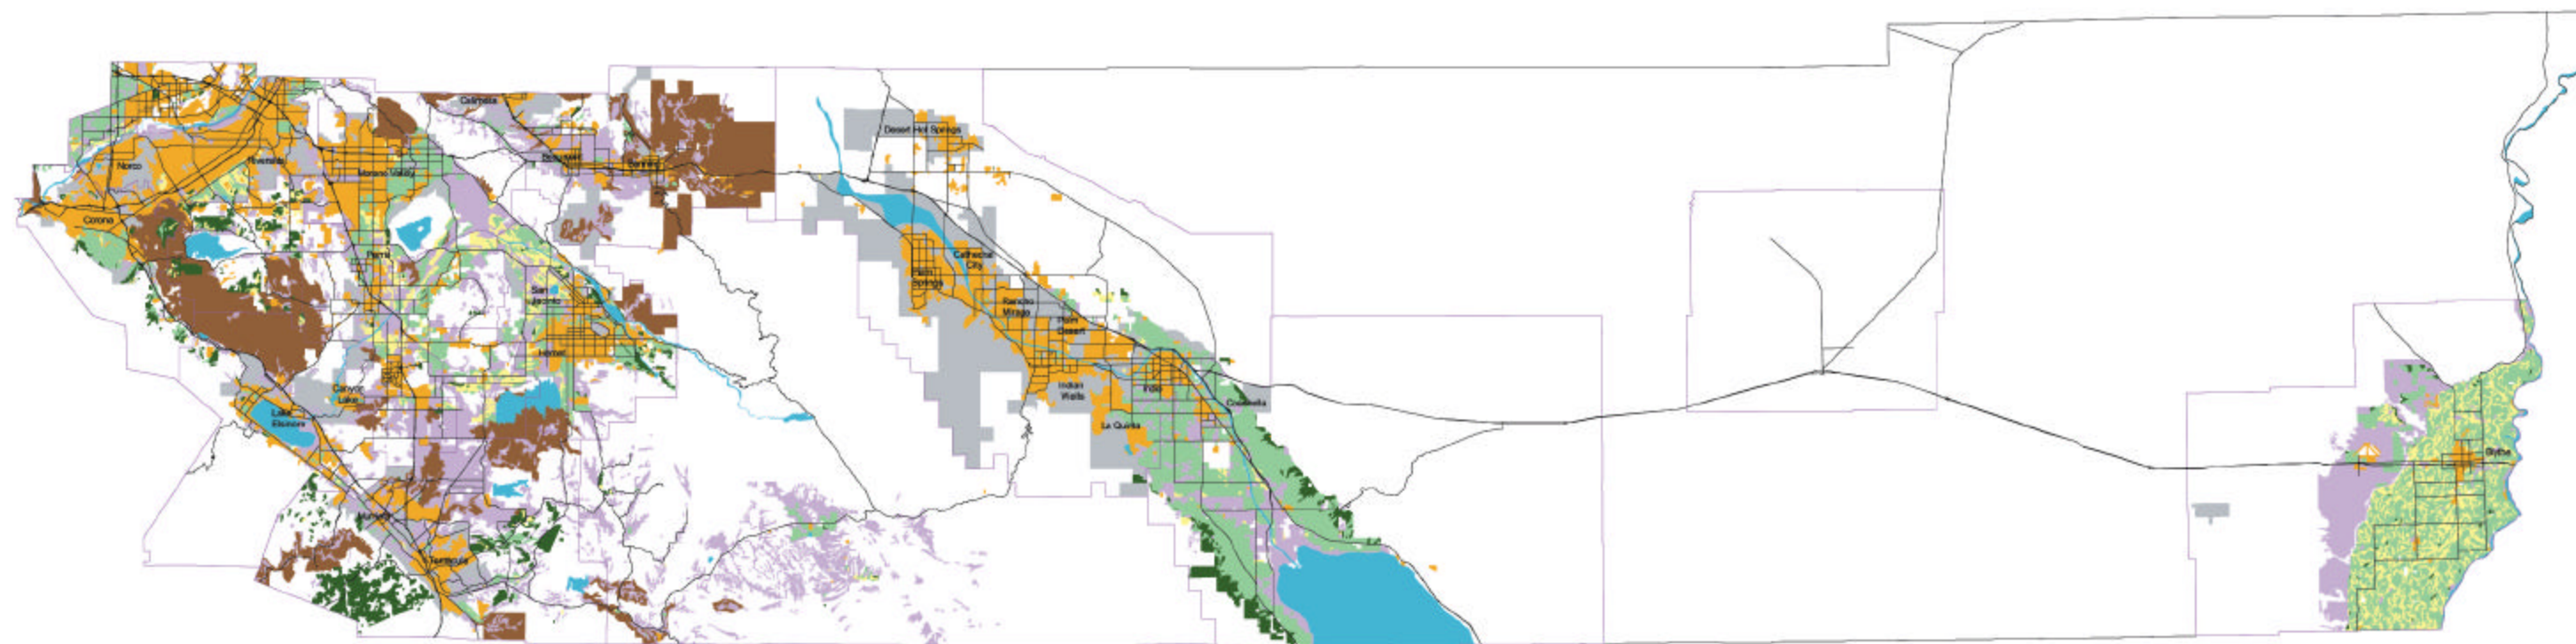 Calimesa
Desert Hot Springs
Norco
Riverside
Beaumont
Banning
Moreno Valley
Corona
Perris
Cathedral
City
Palm
Springs
San
Jacinto
Rancho
Mirage
Palm
Desert
Hemet
Canyon
Lake
Indian
Wells
Indio
Coachella
Lake
Elsinore
La Quinta
Blythe
Murrieta
Temecula